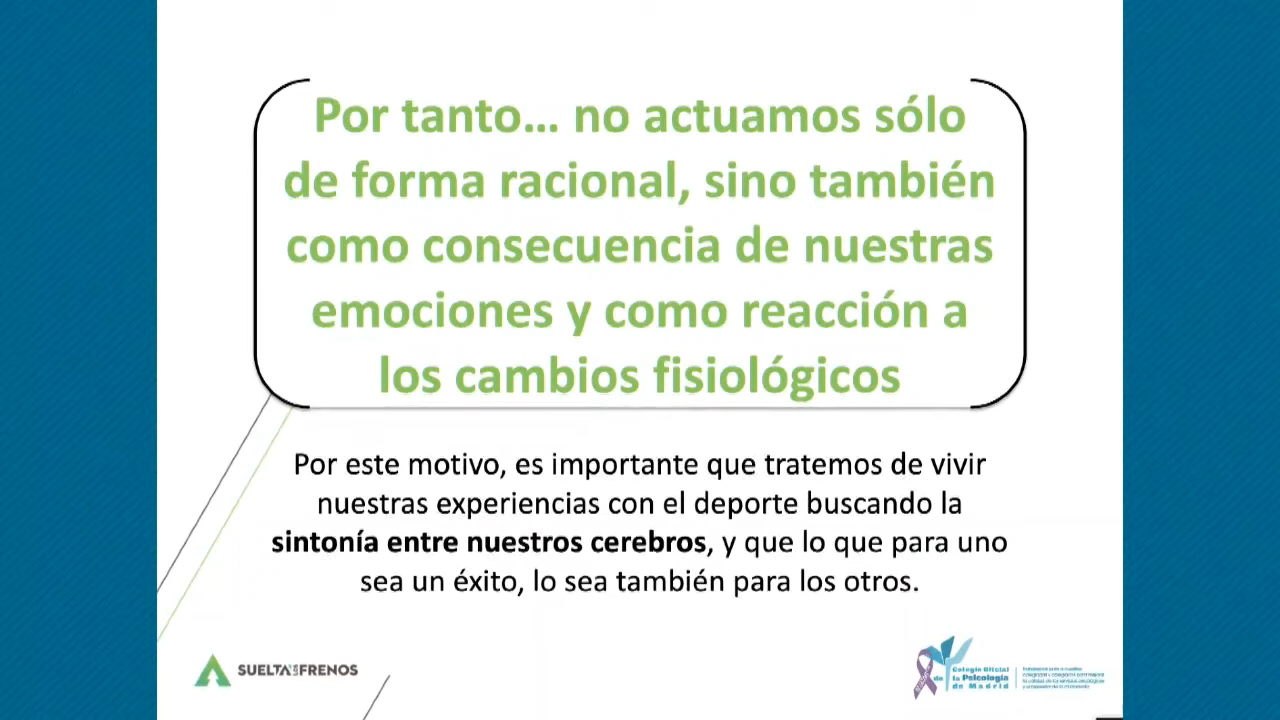 Por tanto... no actuamos sólo
de forma racional, sino también
como consecuencia de nuestras
emociones y como reacción a
los cambios fisiológicos
Por este motivo, es importante que tratemos de vivir
nuestras experiencias con el deporte buscando la
sintonía entre nuestros cerebros, y que lo que para uno
sea un éxito, lo sea también para los otros.
SUELTA LOS FRENOS
Colegio Oficial
de la Psicología
de Madrid